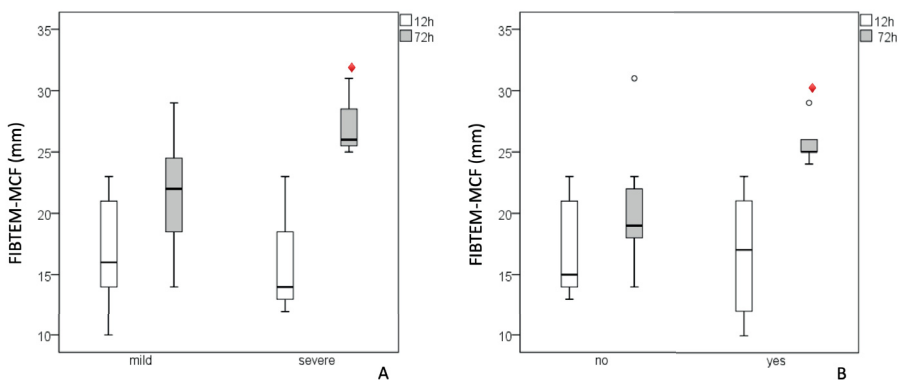 12h
72h
FIBTEM-MCF (mm)
35
30
25
20
15
10
mild severe
A
12h
72h
FIBTEM-MCF (mm)
35
30
25
20
15
10
no yes
B